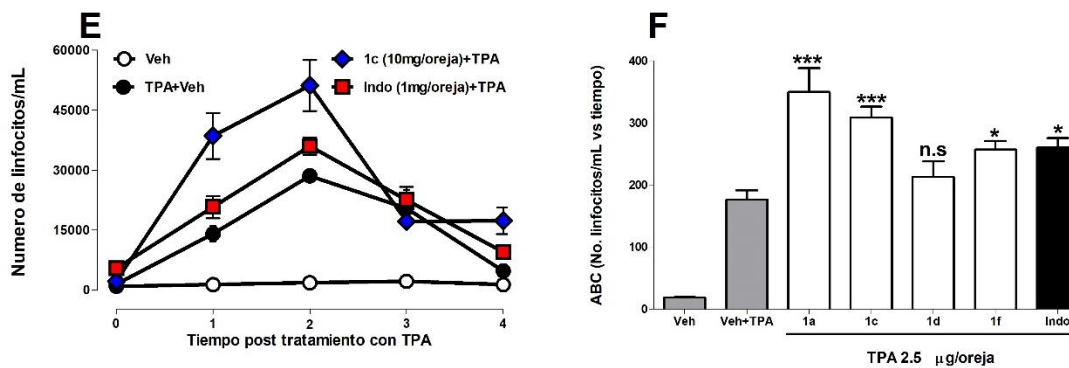 E
Veh
TPA+Veh
1c (10mg/oreja)+TPA
Indo (1mg/oreja)+TPA
Numero de linfocitos/mL
60000
45000
30000
15000
0
0 1 2 3 4
Tiempo post tratamiento con TPA
F
ABC (No. linfocitos/mL vs tiempo)
400
300
200
100
0
***
***
n.s
*
*
Veh Veh+TPA 1a 1c 1d 1f Indo
TPA 2.5 μg/oreja